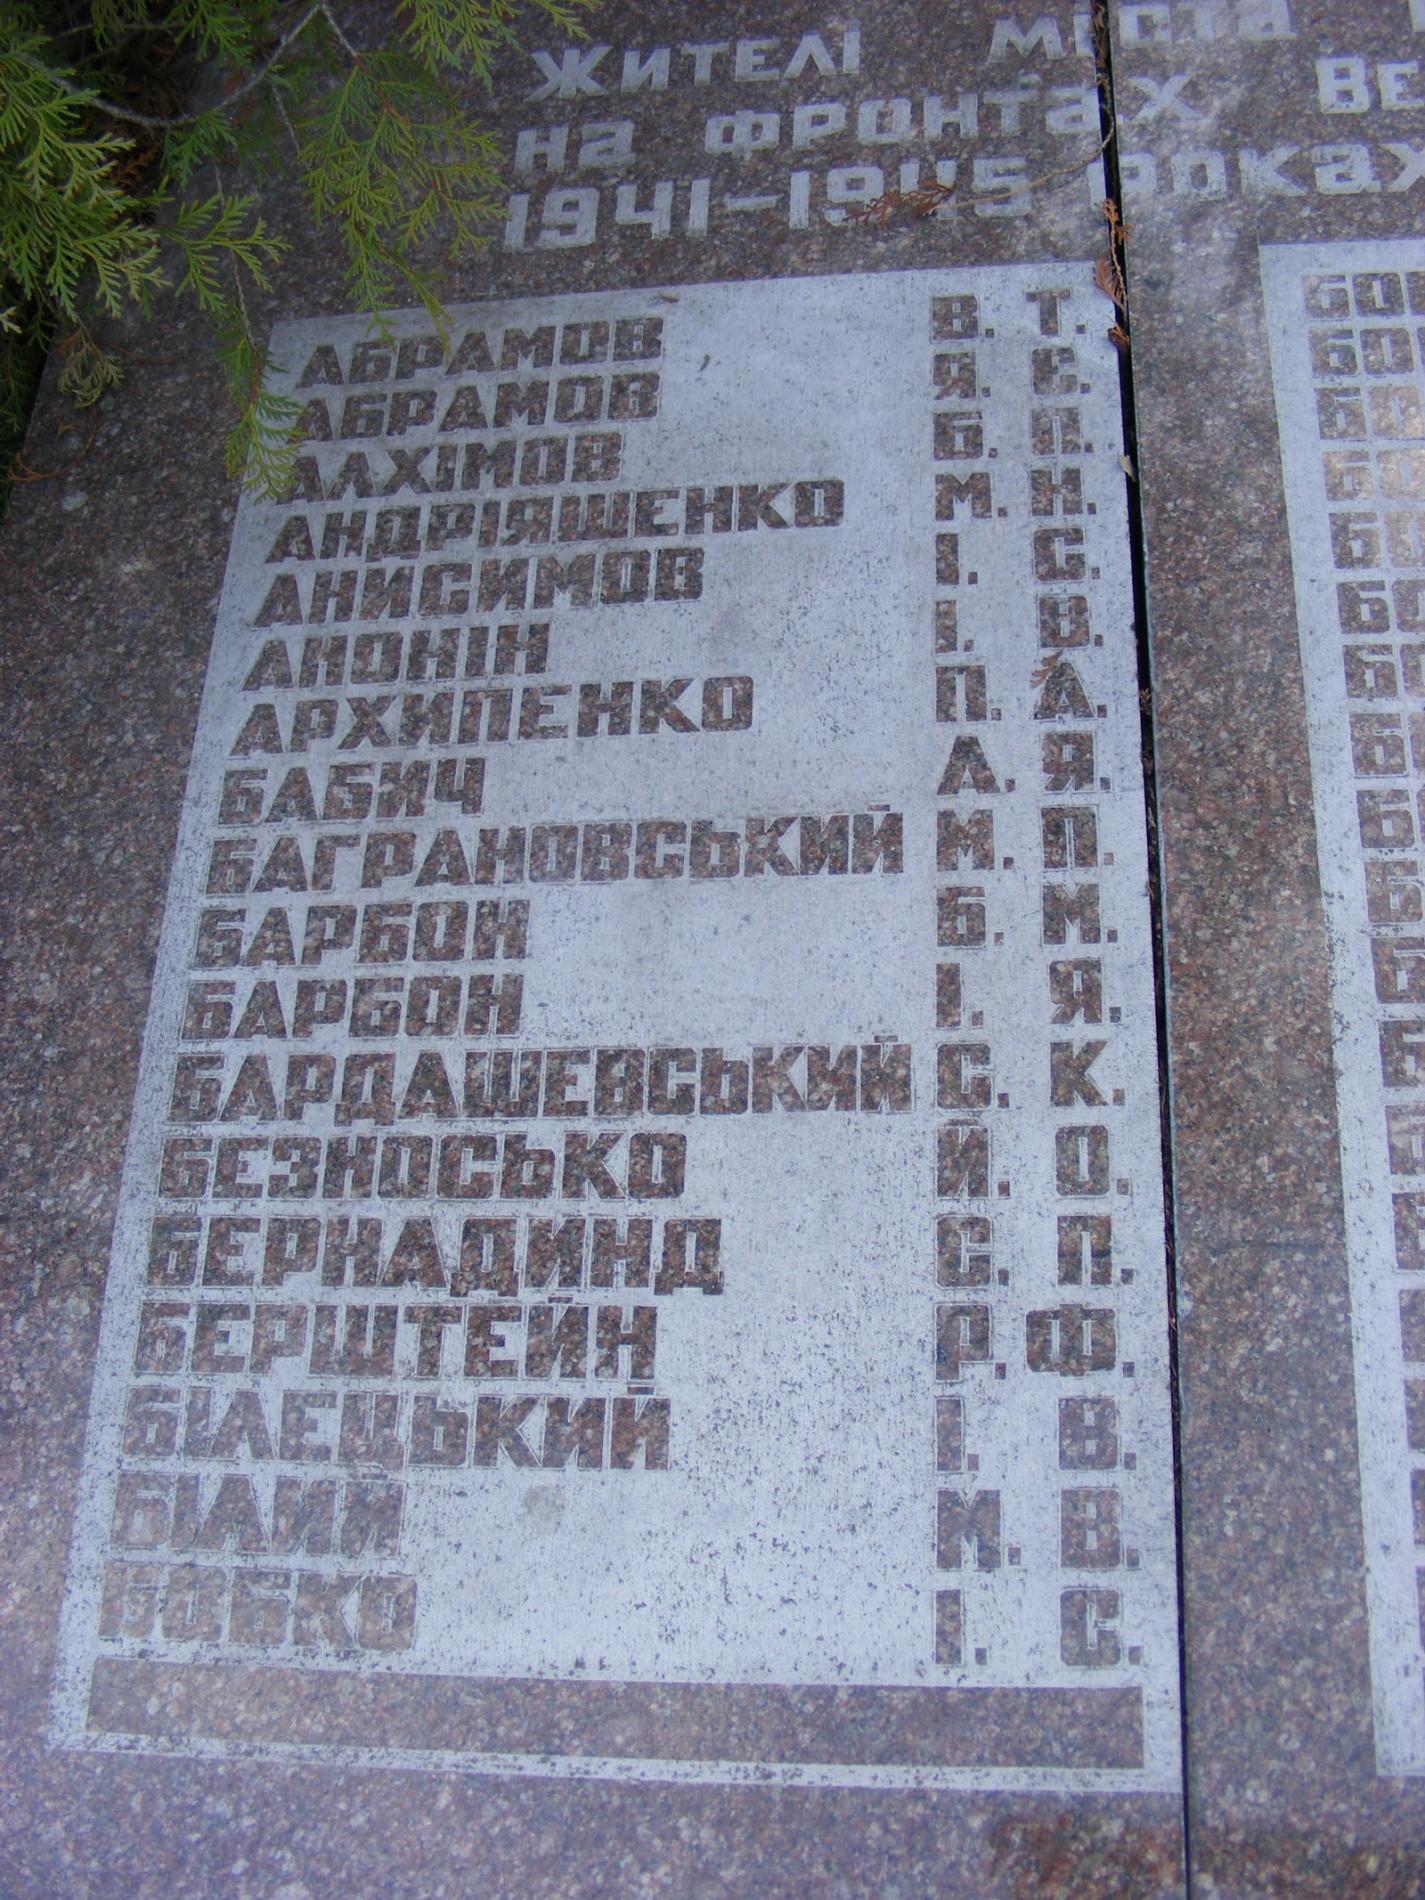 ЖИТЕЛІ МІСТА
НА ФРОНТАХ
1941-1945 РОКАХ
АБРАМОВ В. Т.
АБРАМОВ Я. Є.
АЛХІМОВ Б. П.
АНДРІЯШЕНКО М. Н.
АНИСИМОВ І. С.
АНОНІН І. В.
АРХИПЕНКО П. А.
БАБИЧ А. Я.
БАГРАНОВСЬКИЙ М. П.
БАРБОН Б. М.
БАРБОН І. Я.
БАРДАШЕВСЬКИЙ С. К.
БЕЗНОСЬКО Й. О.
БЕРНАДИНД С. П.
БЕРШТЕЙН Р. Ф.
БІЛЕЦЬКИЙ І. В.
БІЛИЙ М. В.
БОБКО І. С.